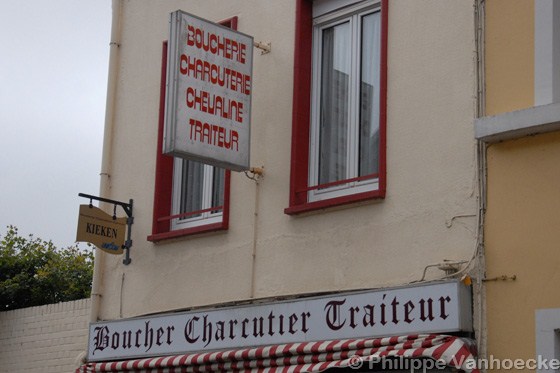 BOUCHERIE
CHARCUTERIE
CHEVALINE
TRAITEUR
KIEKEN
Boucher Charcutier Traiteur
© Philippe Vanhoecke